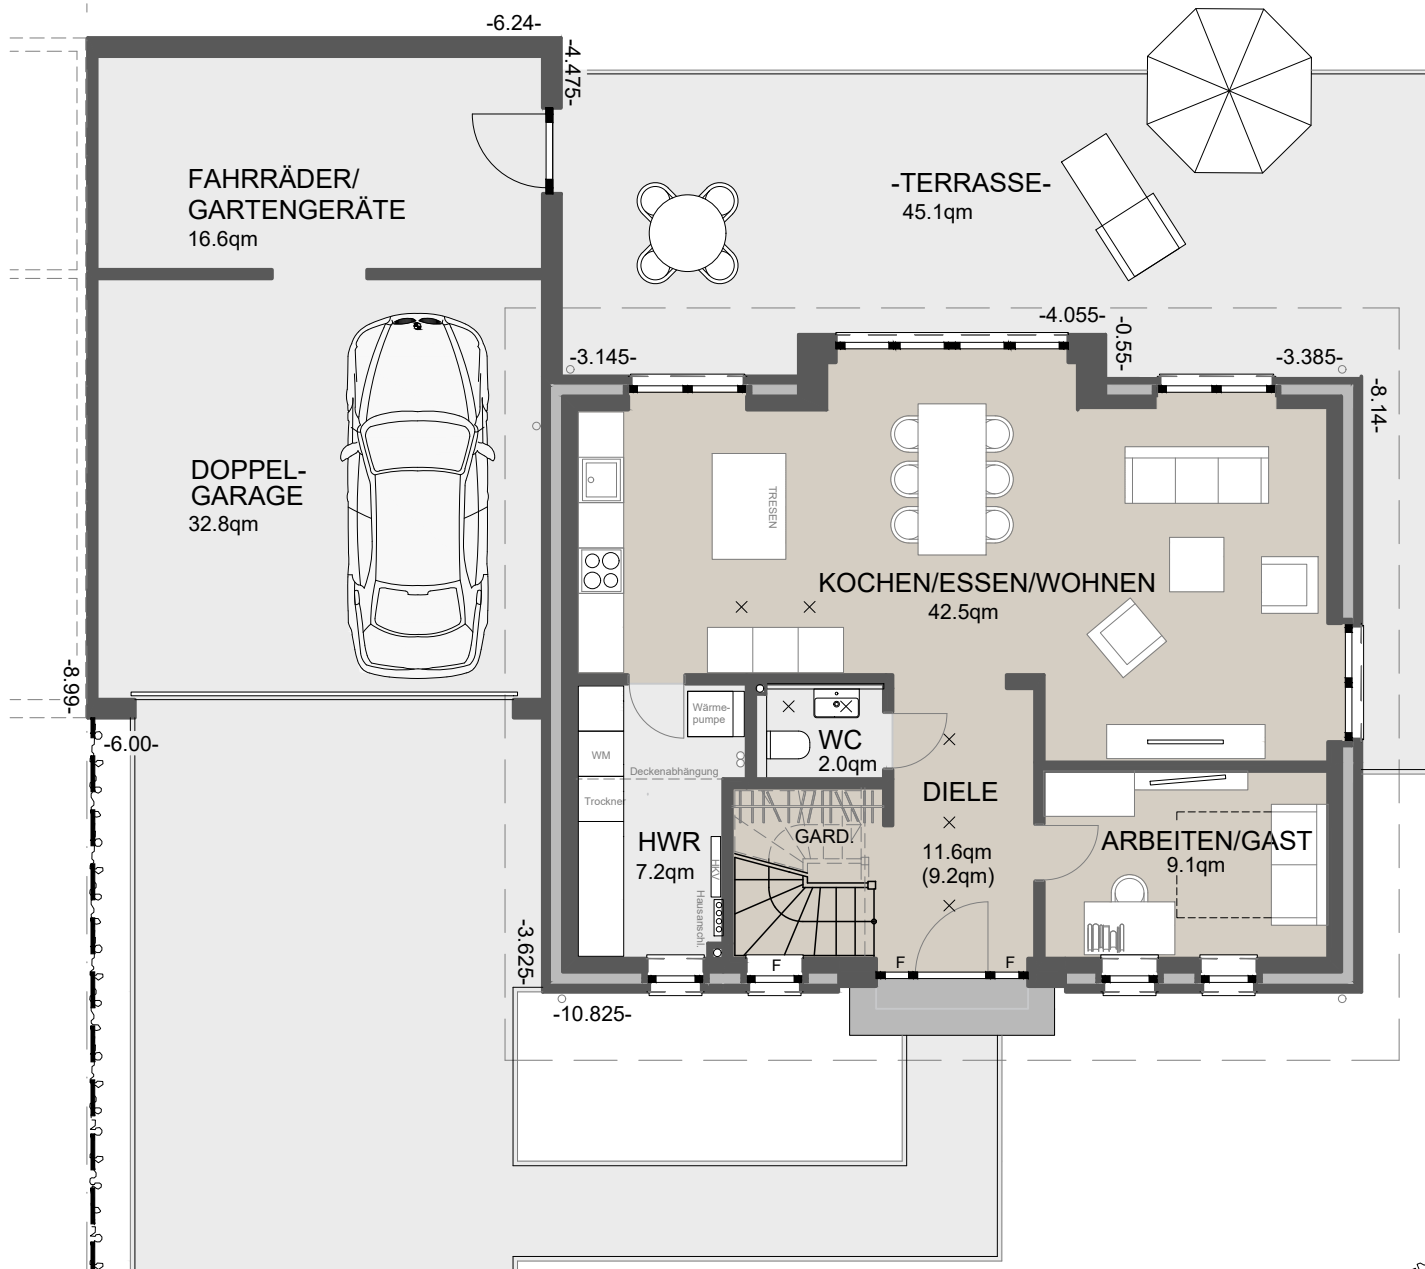 -6.24-
-4.475-
FAHRRÄDER/
GARTENGERÄTE
16.6qm
-TERRASSE-
45.1qm
-4.055-
-0.55-
-3.145-
-3.385-
-8.14-
DOPPEL-
GARAGE
32.8qm
TRESEN
KOCHEN/ESSEN/WOHNEN
42.5qm
-8.99-
-6.00-
Wärme-
pumpe
WM
Deckenabhängung
Trockner
WC
2.0qm
DIELE
11.6qm
(9.2qm)
GARD.
HWR
7.2qm
HKV
Hausanschl.
ARBEITEN/GAST
9.1qm
-3.625-
F
F
F
-10.825-